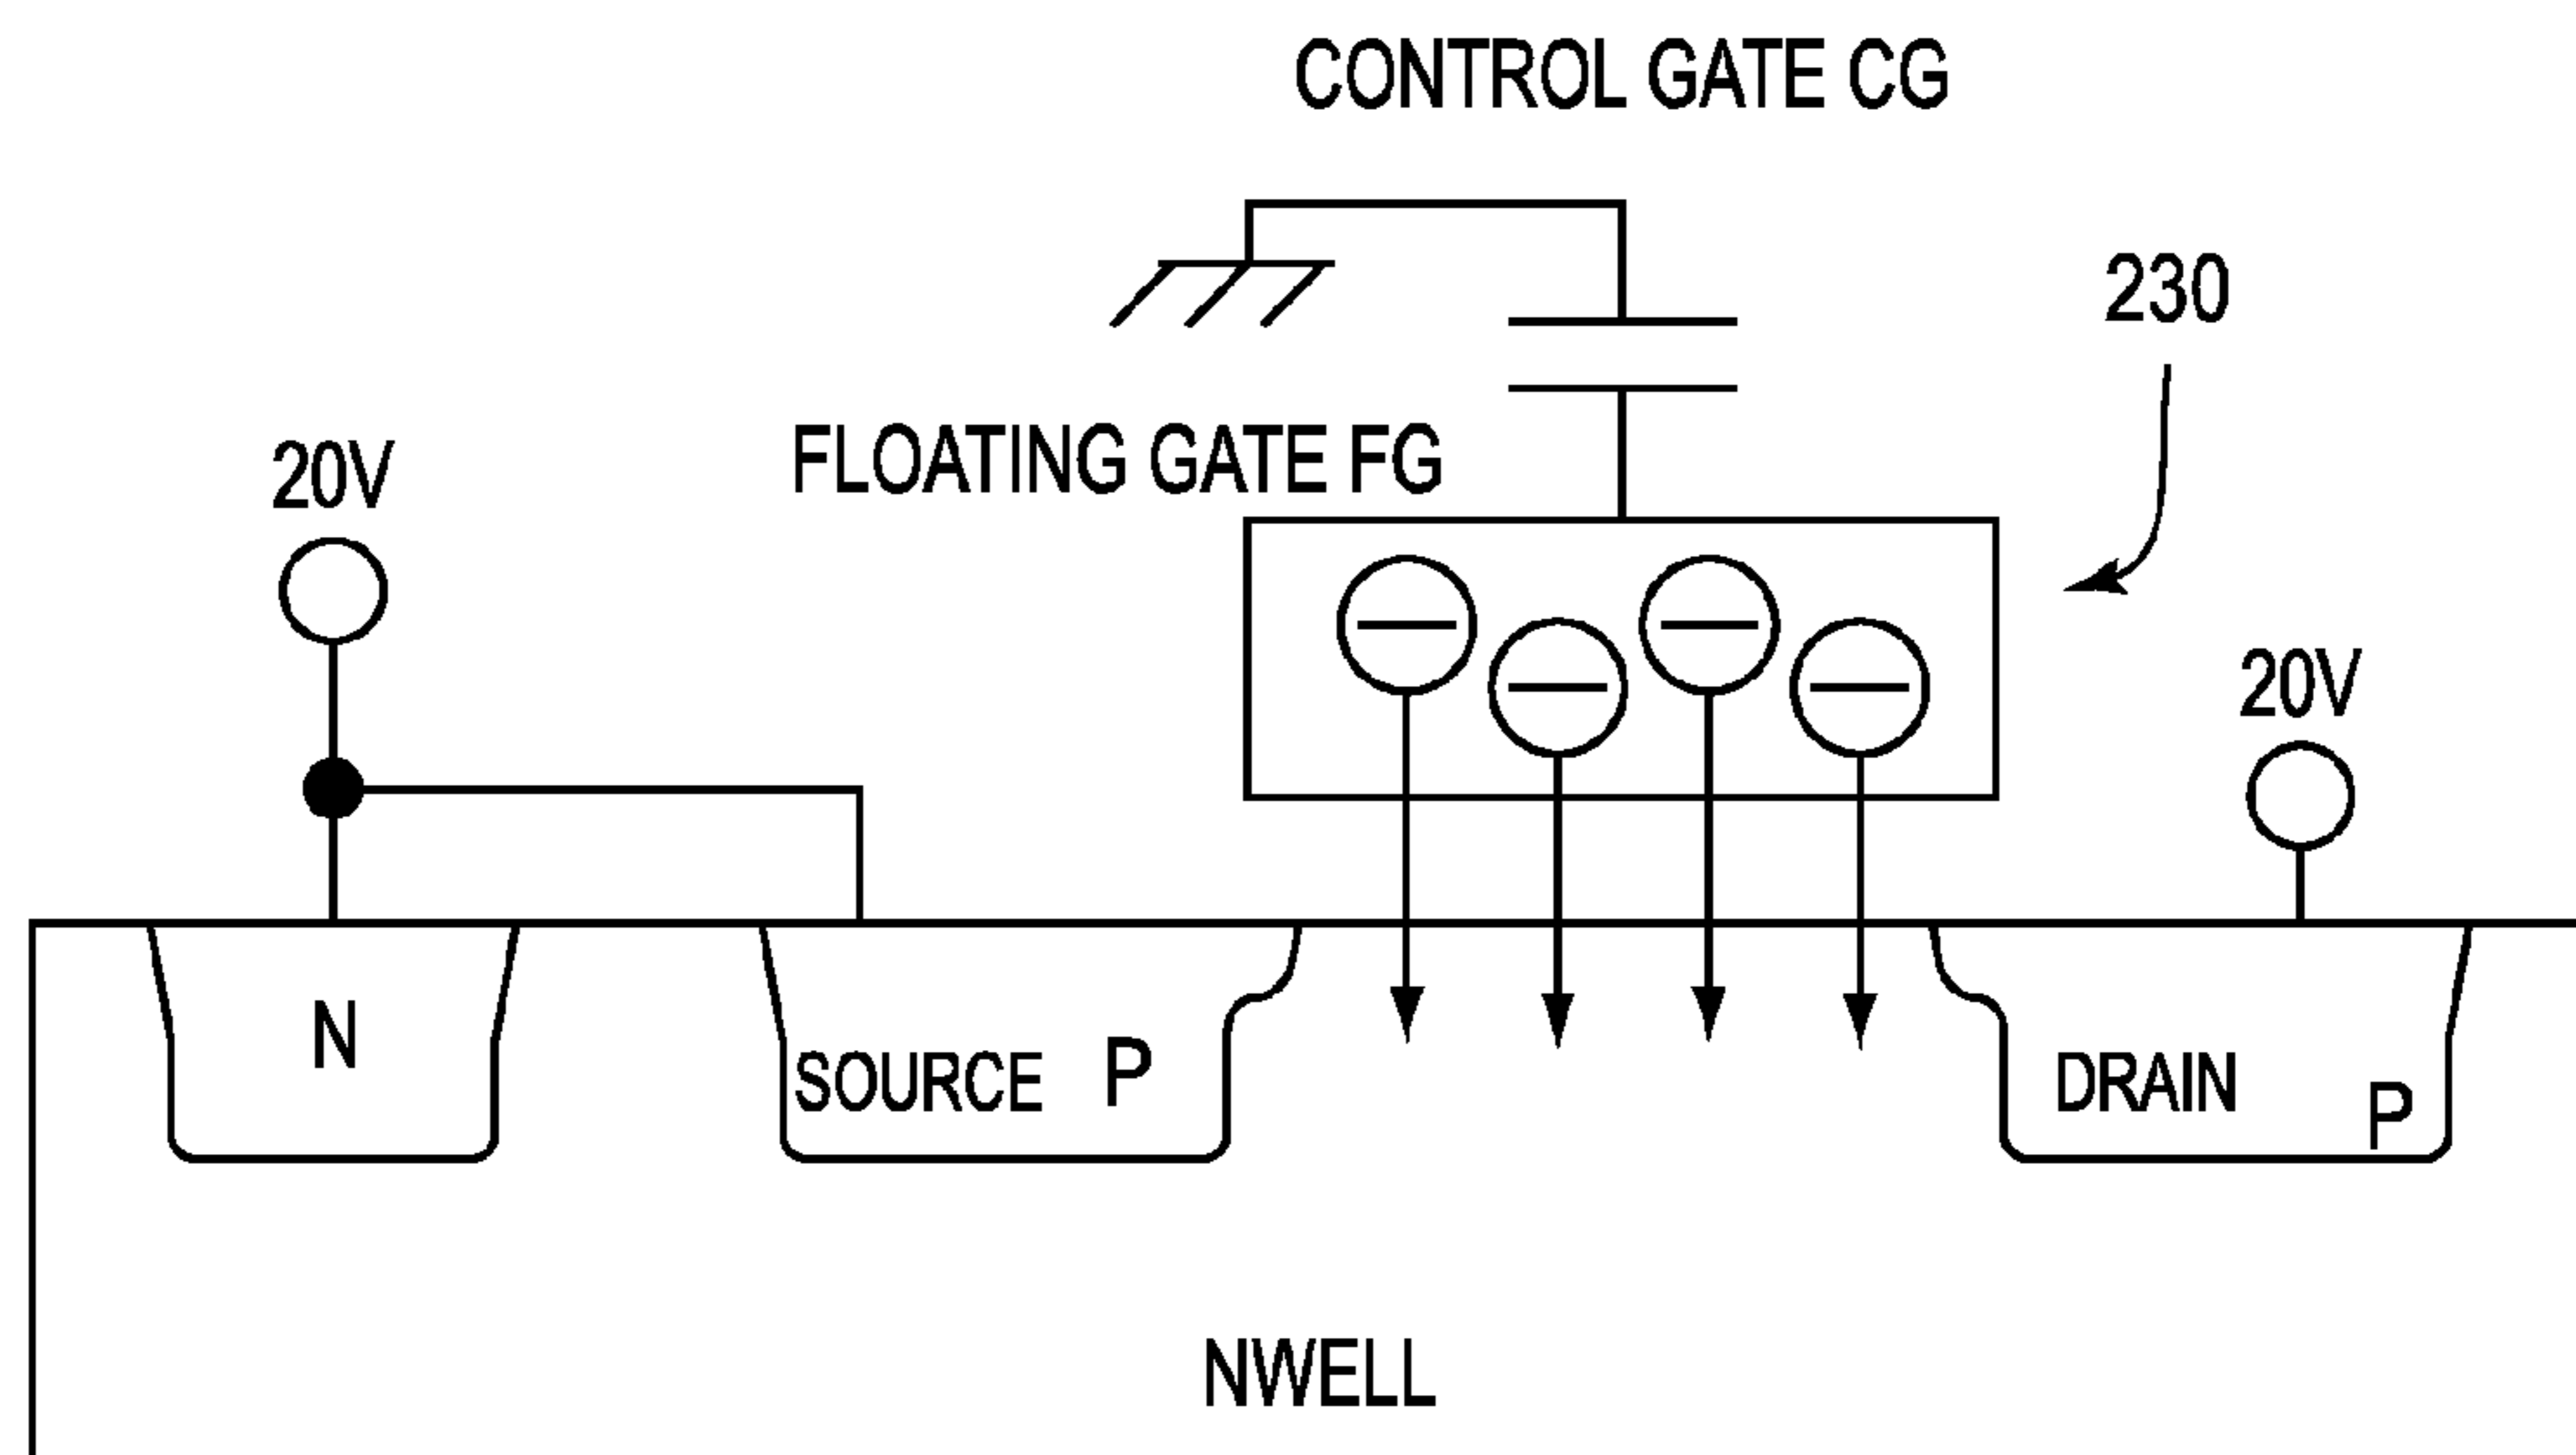 CONTROL GATE CG
230
FLOATING GATE FG
20V
20V
N
SOURCE P
DRAIN P
NWELL